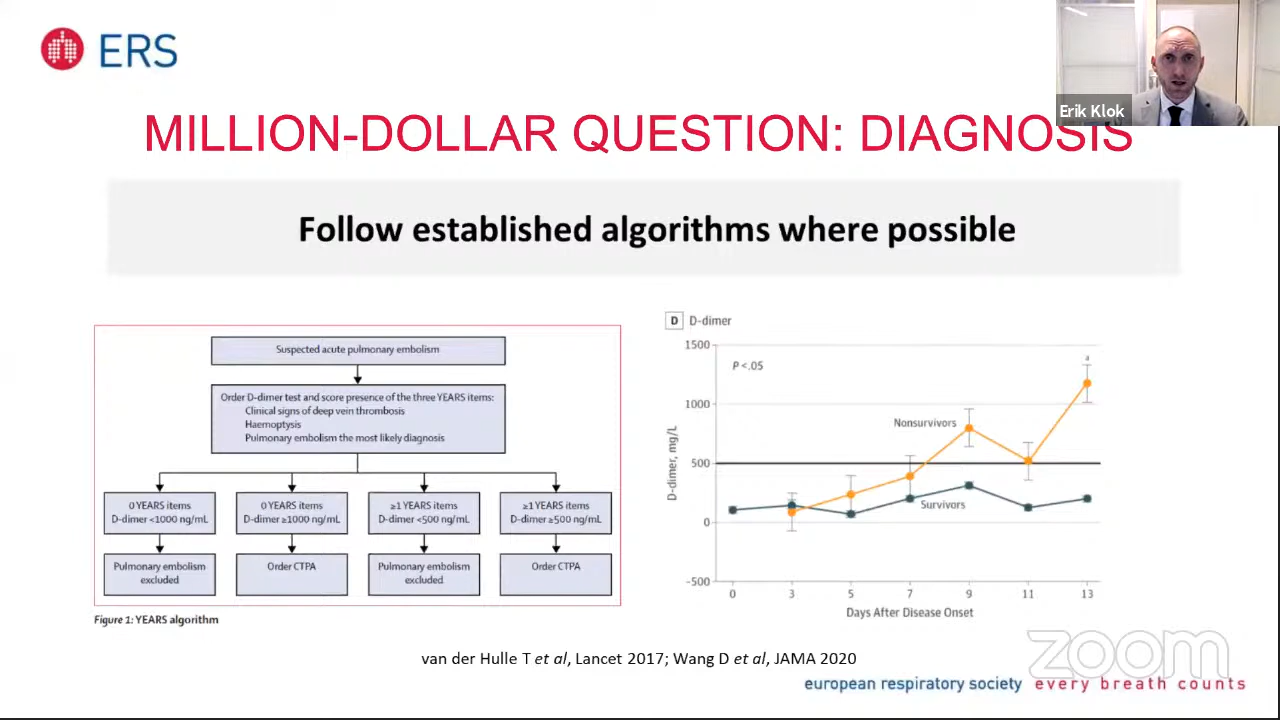 ERS
Erik Klok
MILLION-DOLLAR QUESTION: DIAGNOSIS
Follow established algorithms where possible
Suspected acute pulmonary embolism
Order D-dimer test and score presence of the three YEARS items:
Clinical signs of deep vein thrombosis
Haemoptysis
Pulmonary embolism the most likely diagnosis
0 YEARS items
D-dimer <1000 ng/mL
0 YEARS items
D-dimer ≥1000 ng/mL
≥1 YEARS items
D-dimer <500 ng/mL
≥1 YEARS items
D-dimer ≥500 ng/mL
Pulmonary embolism
excluded
Order CTPA
Pulmonary embolism
excluded
Order CTPA
Figure 1: YEARS algorithm
D D-dimer
1500
1000
500
0
-500
D-dimer, mg/L
P <.05
a
Nonsurvivors
Survivors
0 3 5 7 9 11 13
Days After Disease Onset
van der Hulle T et al, Lancet 2017; Wang D et al, JAMA 2020
zoom
european respiratory society every breath counts